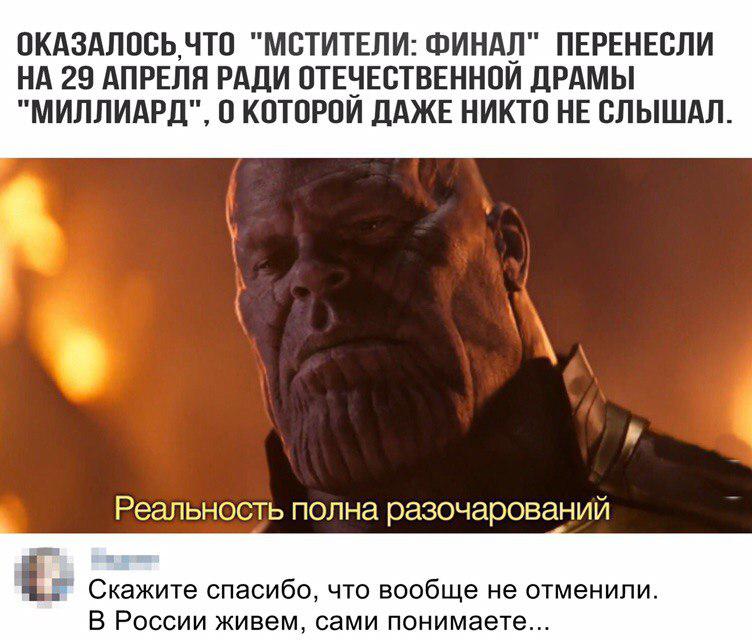 ОКАЗАЛОСЬ,ЧТО "МСТИТЕЛИ: ФИНАЛ" ПЕРЕНЕСЛИ
НА 29 АПРЕЛЯ РАДИ ОТЕЧЕСТВЕННОЙ ДРАМЫ
"МИЛЛИАРД", О КОТОРОЙ ДАЖЕ НИКТО НЕ СЛЫШАЛ.
Реальность полна разочарований
Скажите спасибо, что вообще не отменили.
В России живем, сами понимаете...